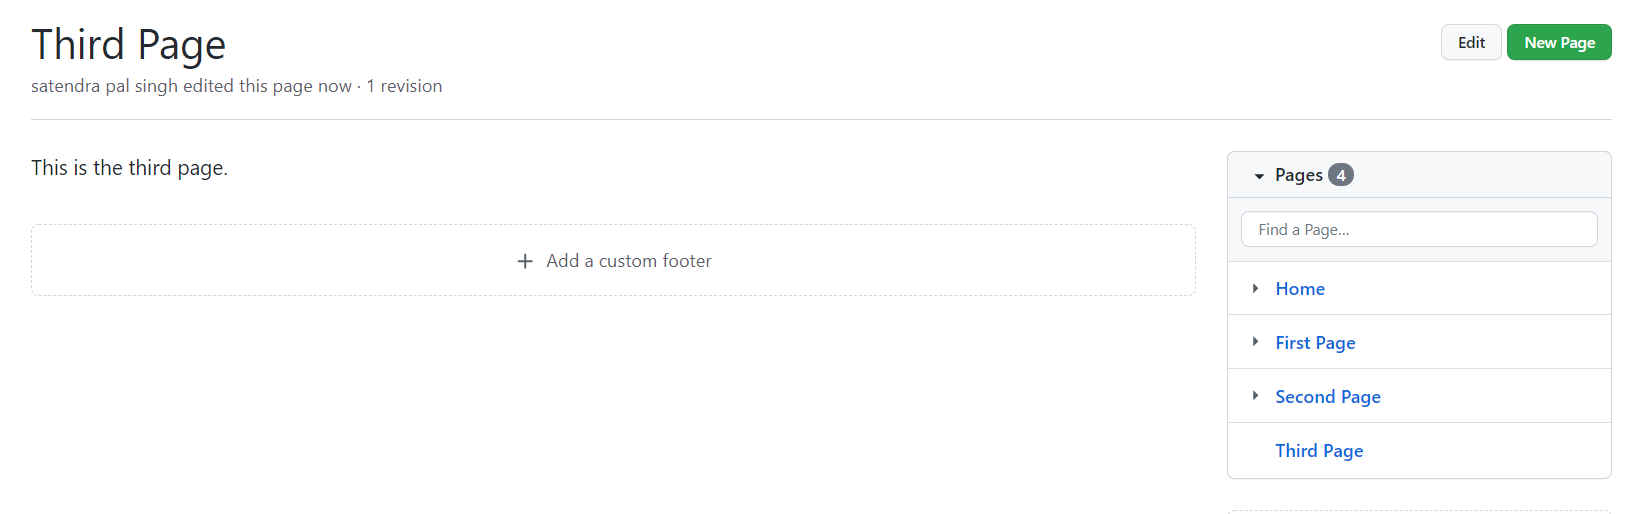 Third Page
Edit
New Page
satendra pal singh edited this page now · 1 revision
This is the third page.
+ Add a custom footer
Pages 4
Find a Page...
Home
First Page
Second Page
Third Page